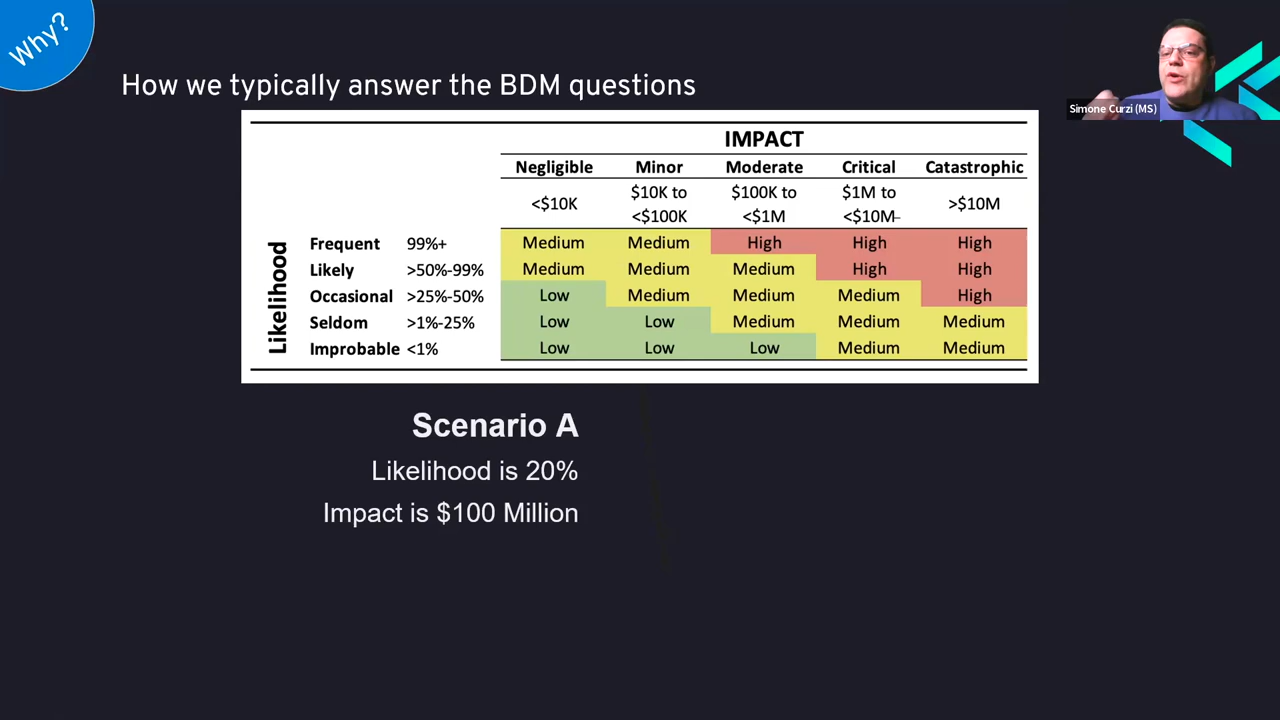 Why?
How we typically answer the BDM questions
Simone Curzi (MS)
IMPACT
Negligible Minor Moderate Critical Catastrophic
<$10K $10K to <$100K $100K to <$1M $1M to <$10M >$10M
Likelihood
Frequent 99%+ Medium Medium High High High
Likely >50%-99% Medium Medium Medium High High
Occasional >25%-50% Low Medium Medium Medium High
Seldom >1%-25% Low Low Medium Medium Medium
Improbable <1% Low Low Low Medium Medium
Scenario A
Likelihood is 20%
Impact is $100 Million